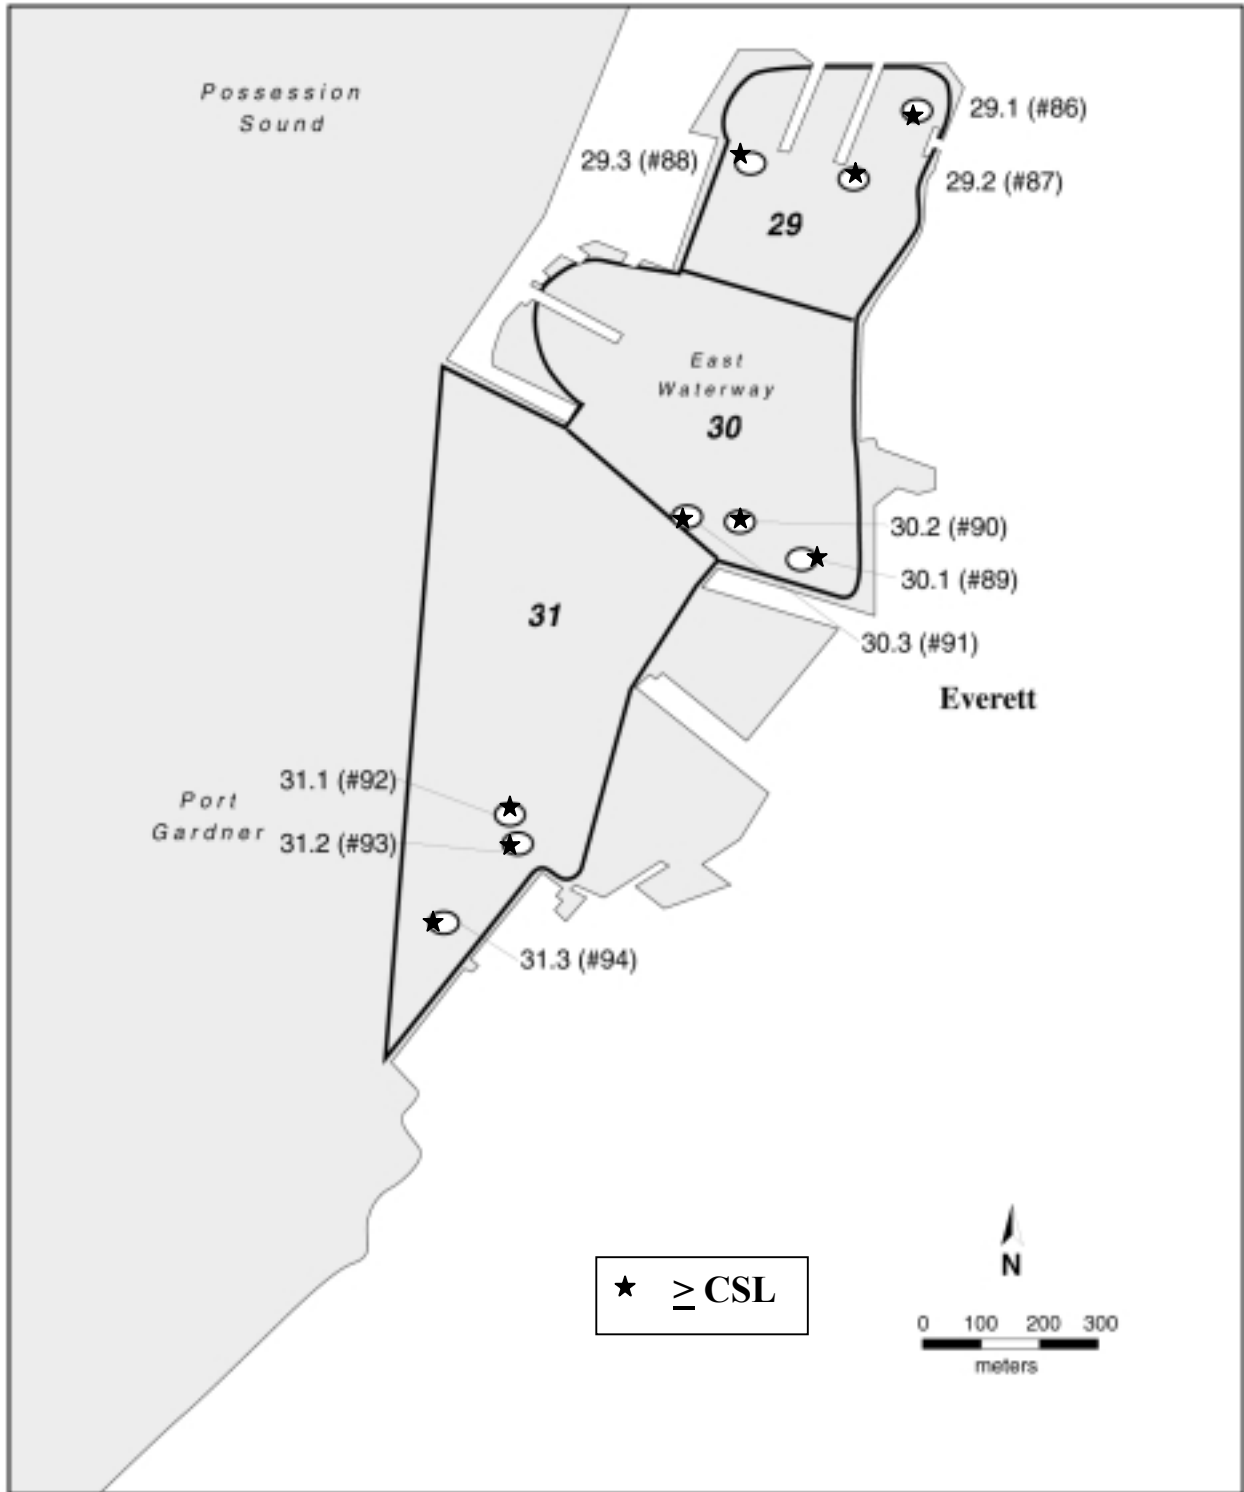 Possession
Sound
29.1 (#86)
29.3 (#88)
29.2 (#87)
29
East
Waterway
30
30.2 (#90)
30.1 (#89)
31
30.3 (#91)
Everett
31.1 (#92)
Port
Gardner
31.2 (#93)
31.3 (#94)
N
★ ≥ CSL
0 100 200 300
meters